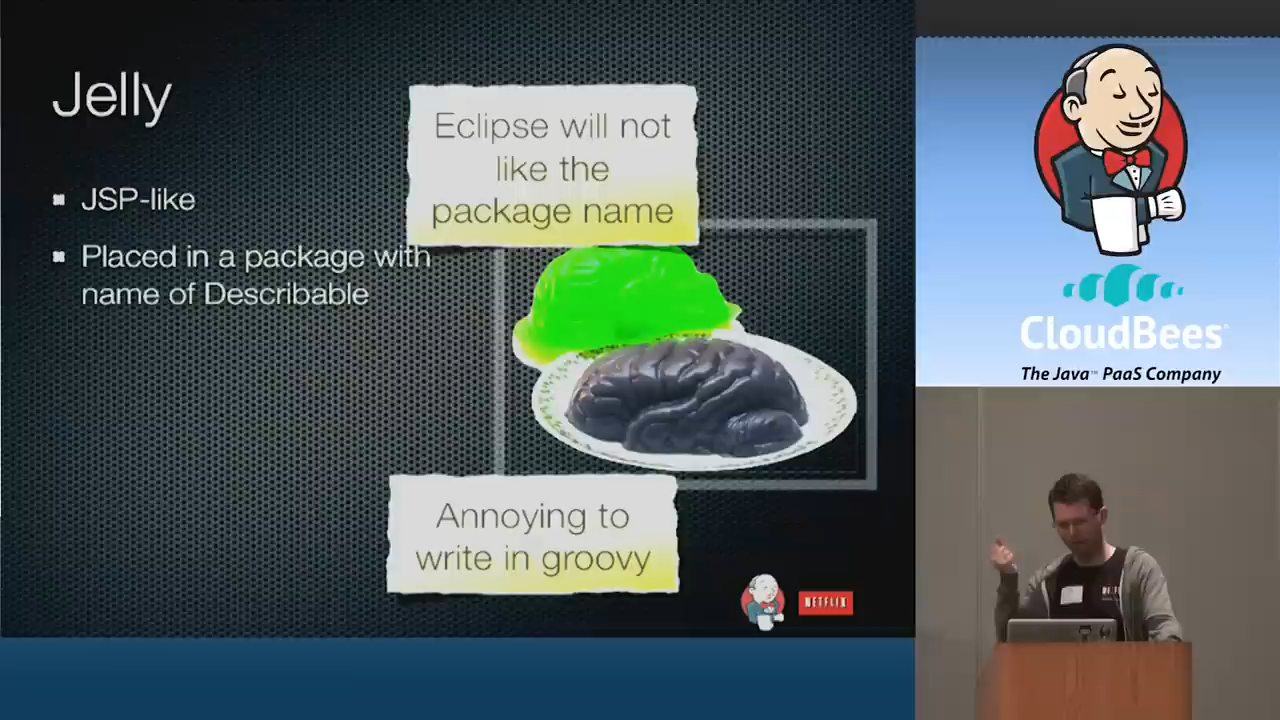 Jelly
JSP-like
Placed in a package with
name of Describable
Eclipse will not
like the
package name
Annoying to
write in groovy
NETFLIX
CloudBees
The Java™ PaaS Company